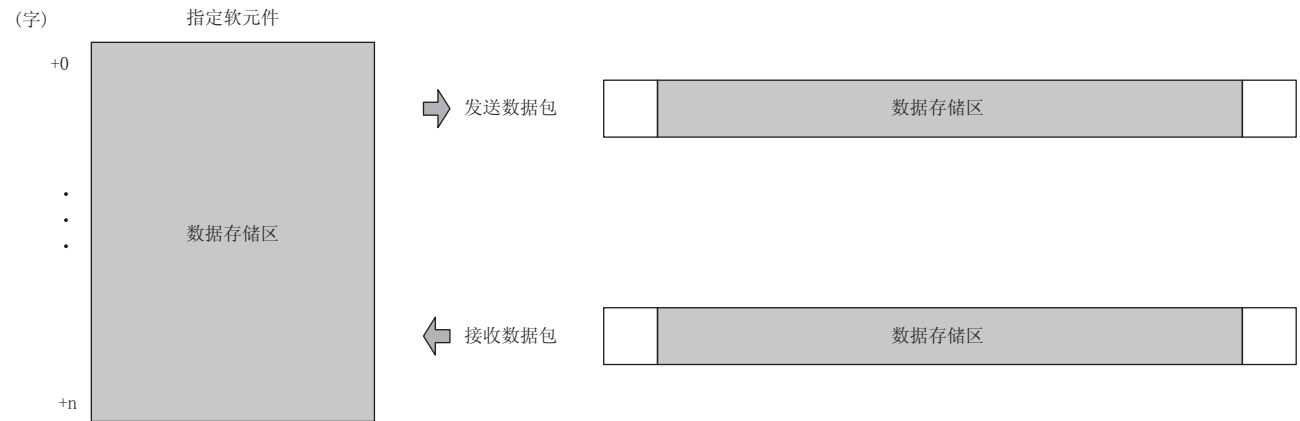 (字)
指定软元件
+0
发送数据包
数据存储区
数据存储区
接收数据包
数据存储区
+n